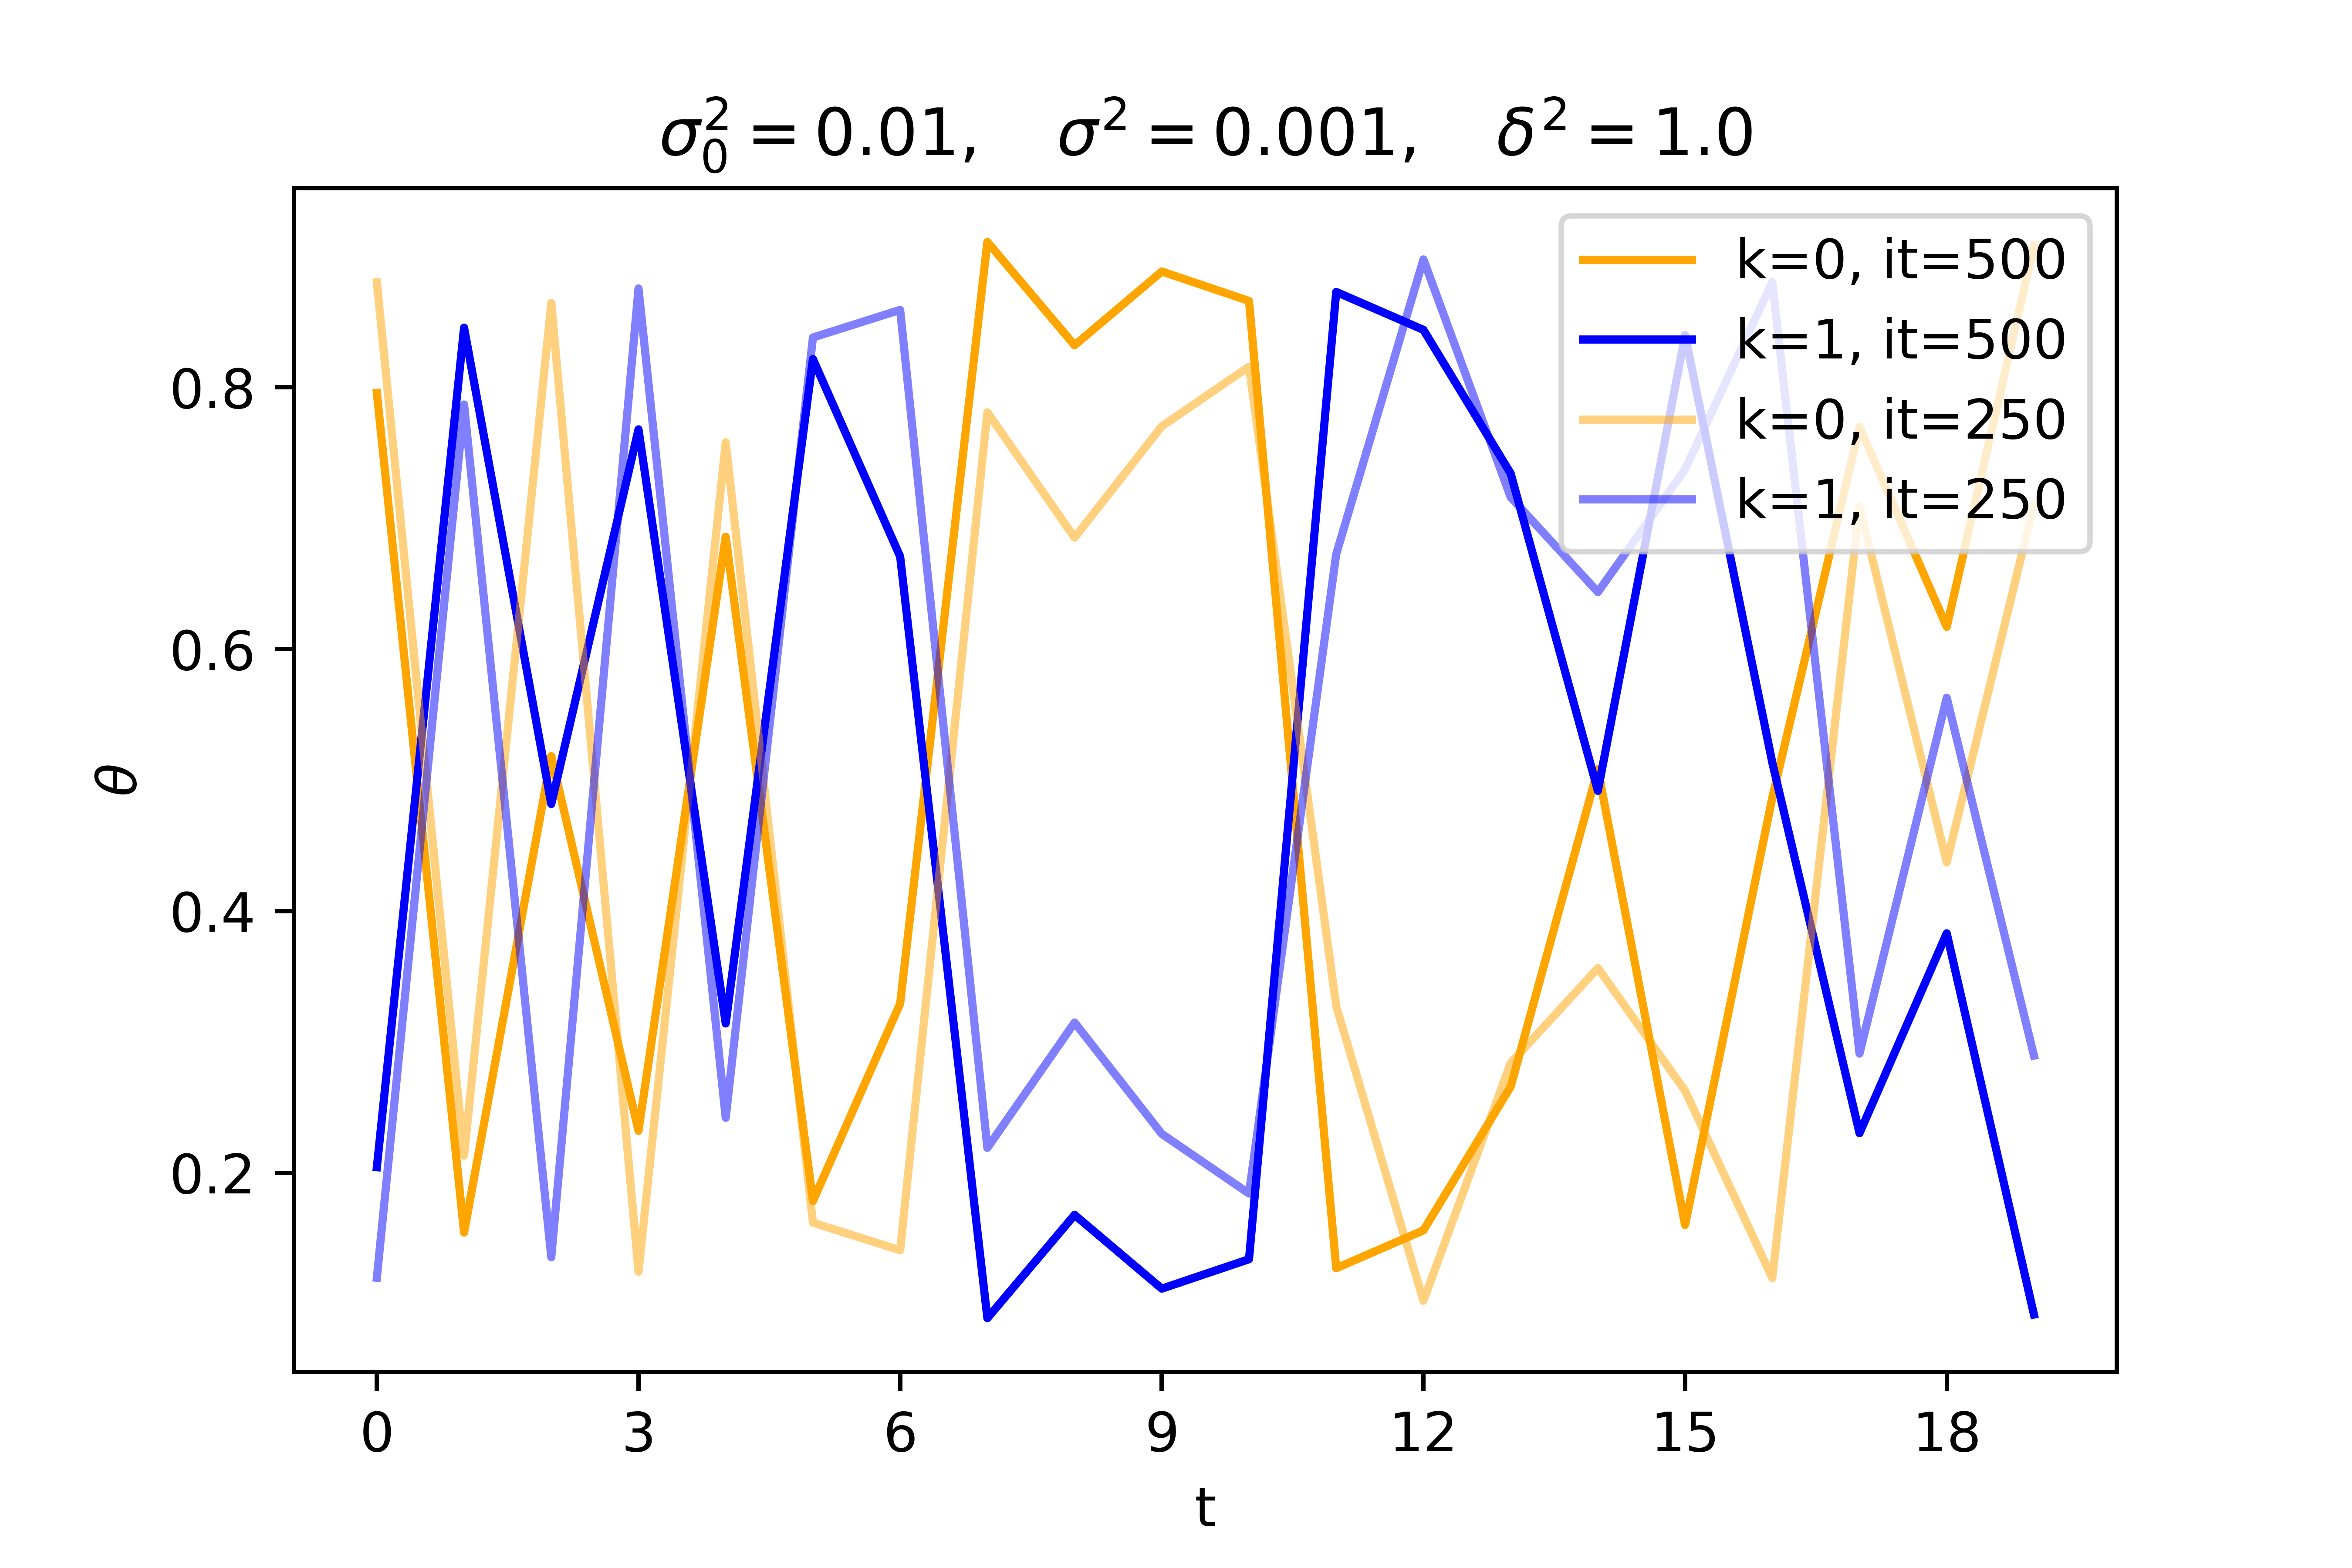 σ₀² = 0.01, σ² = 0.001, δ² = 1.0
k=0, it=500
k=1, it=500
k=0, it=250
k=1, it=250
0.8
0.6
0.4
0.2
θ
0 3 6 9 12 15 18
t